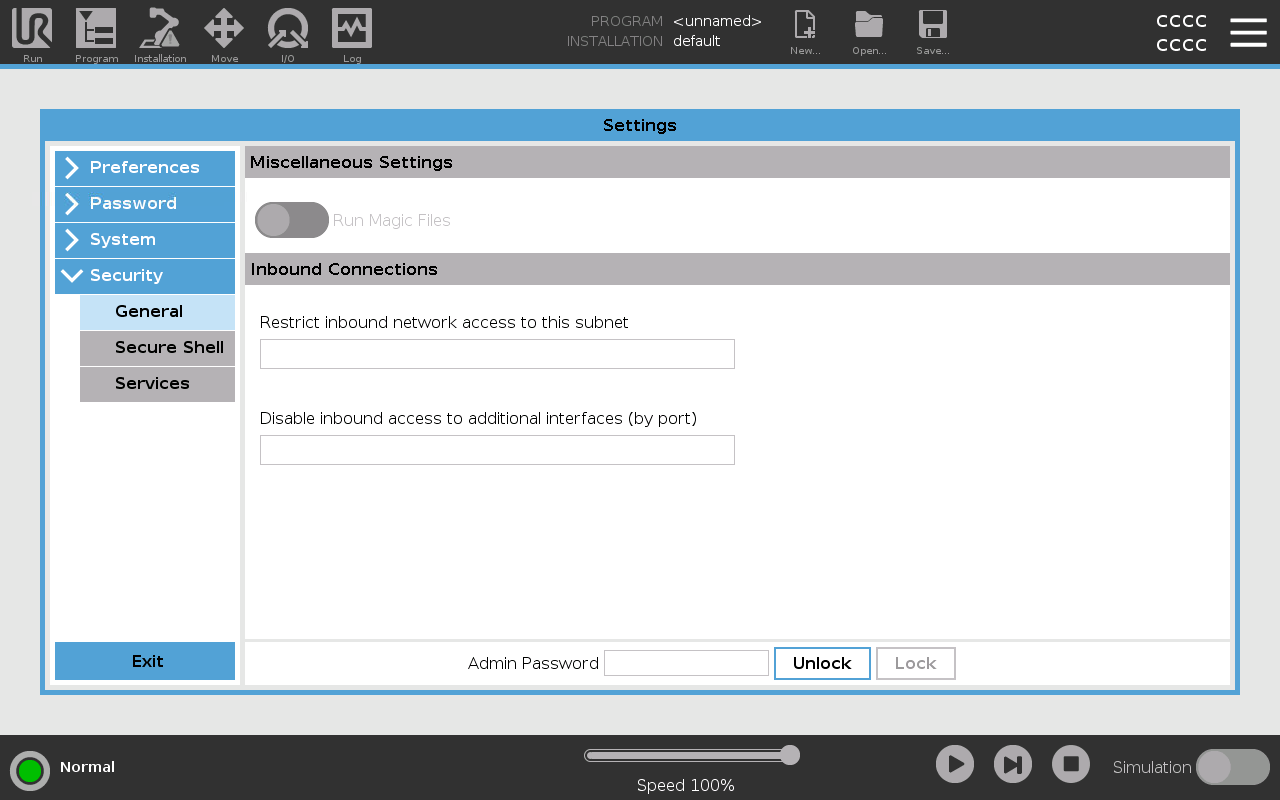 Run
Program
Installation
Move
I/O
Log
PROGRAM <unnamed>
INSTALLATION default
New...
Open...
Save...
CCCC
CCCC
Settings
Preferences
Password
System
Security
General
Secure Shell
Services
Exit
Miscellaneous Settings
Run Magic Files
Inbound Connections
Restrict inbound network access to this subnet
Disable inbound access to additional interfaces (by port)
Admin Password
Unlock
Lock
Normal
Speed 100%
Simulation